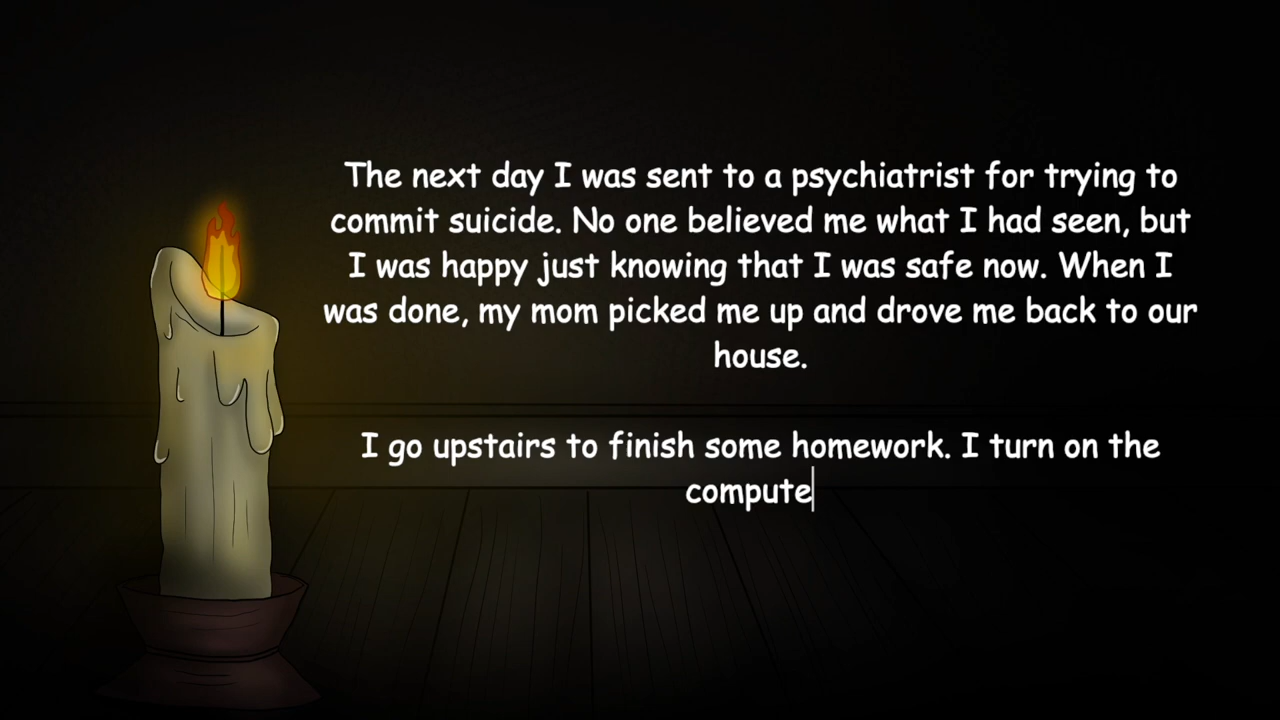 The next day I was sent to a psychiatrist for trying to
commit suicide. No one believed me what I had seen, but
I was happy just knowing that I was safe now. When I
was done, my mom picked me up and drove me back to our
house.
I go upstairs to finish some homework. I turn on the
compute